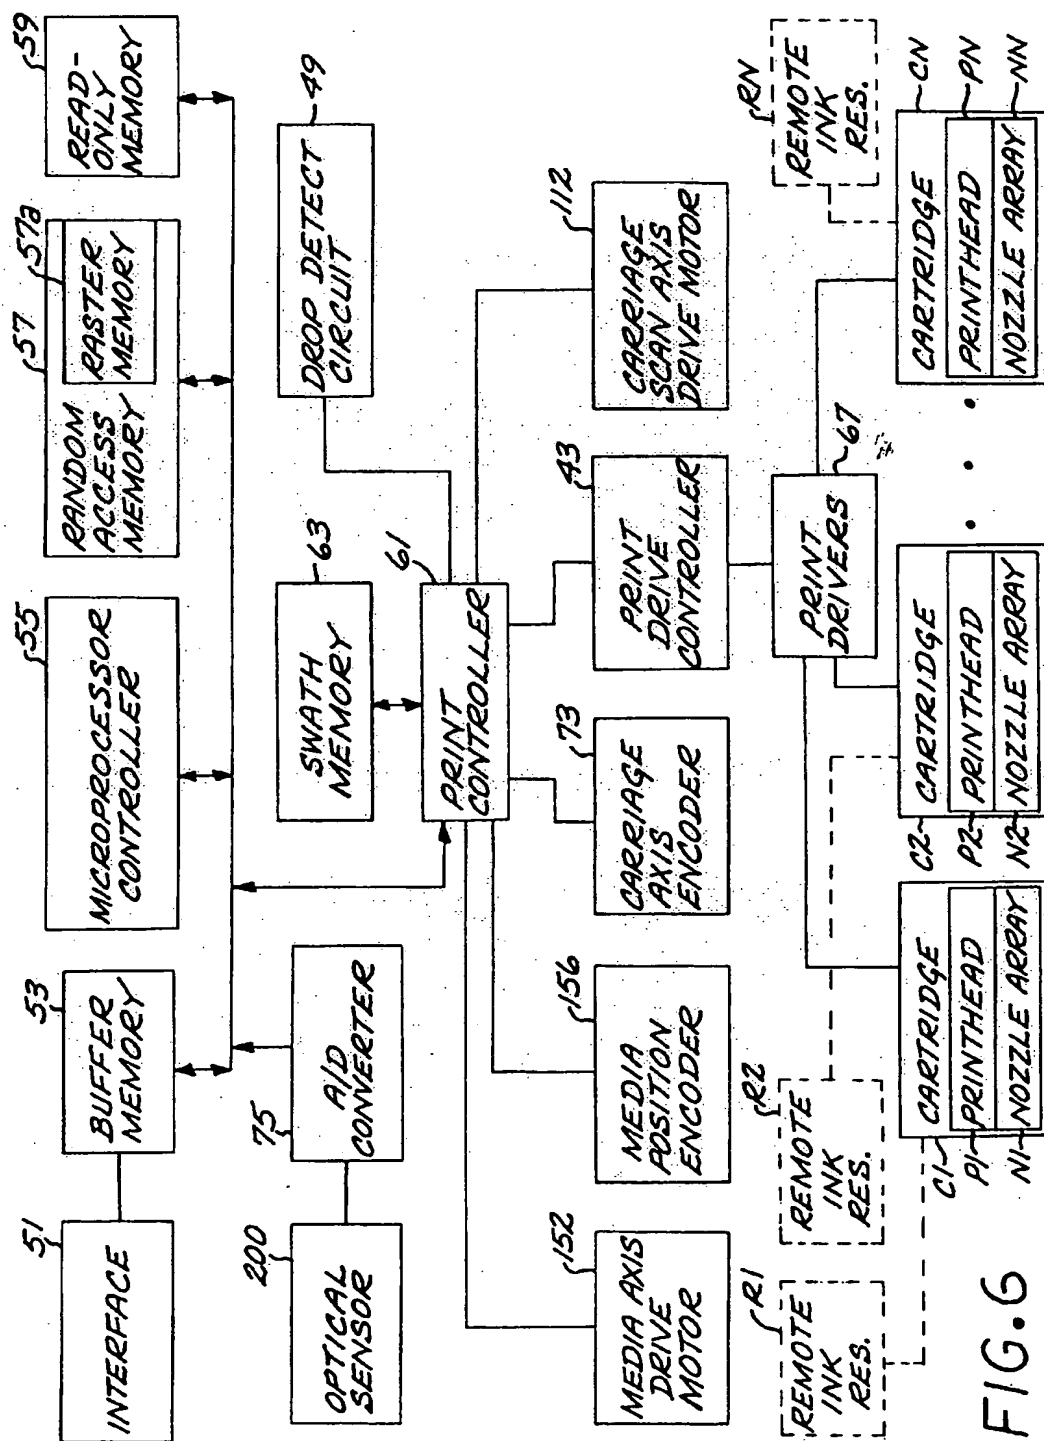 51
INTERFACE
53
BUFFER
MEMORY
55
MICROPROCESSOR
CONTROLLER
57
RANDOM
ACCESS
MEMORY
57a
RASTER
MEMORY
59
READ-
ONLY
MEMORY
200
OPTICAL
SENSOR
75
A/D
CONVERTER
63
SWATH
MEMORY
49
DROP DETECT
CIRCUIT
61
PRINT
CONTROLLER
152
MEDIA AXIS
DRIVE
MOTOR
156
MEDIA
POSITION
ENCODER
73
CARRIAGE
AXIS
ENCODER
43
PRINT
DRIVE
CONTROLLER
112
CARRIAGE
SCAN AXIS
DRIVE MOTOR
67
PRINT
DRIVERS
R1
REMOTE
INK
RES.
R2
REMOTE
INK
RES.
RN
REMOTE
INK
RES.
C1
CARTRIDGE
P1
PRINTHEAD
N1
NOZZLE ARRAY
C2
CARTRIDGE
P2
PRINTHEAD
N2
NOZZLE ARRAY
• • •
CARTRIDGE
CN
PRINTHEAD
PN
NOZZLE ARRAY
NN
FIG.6